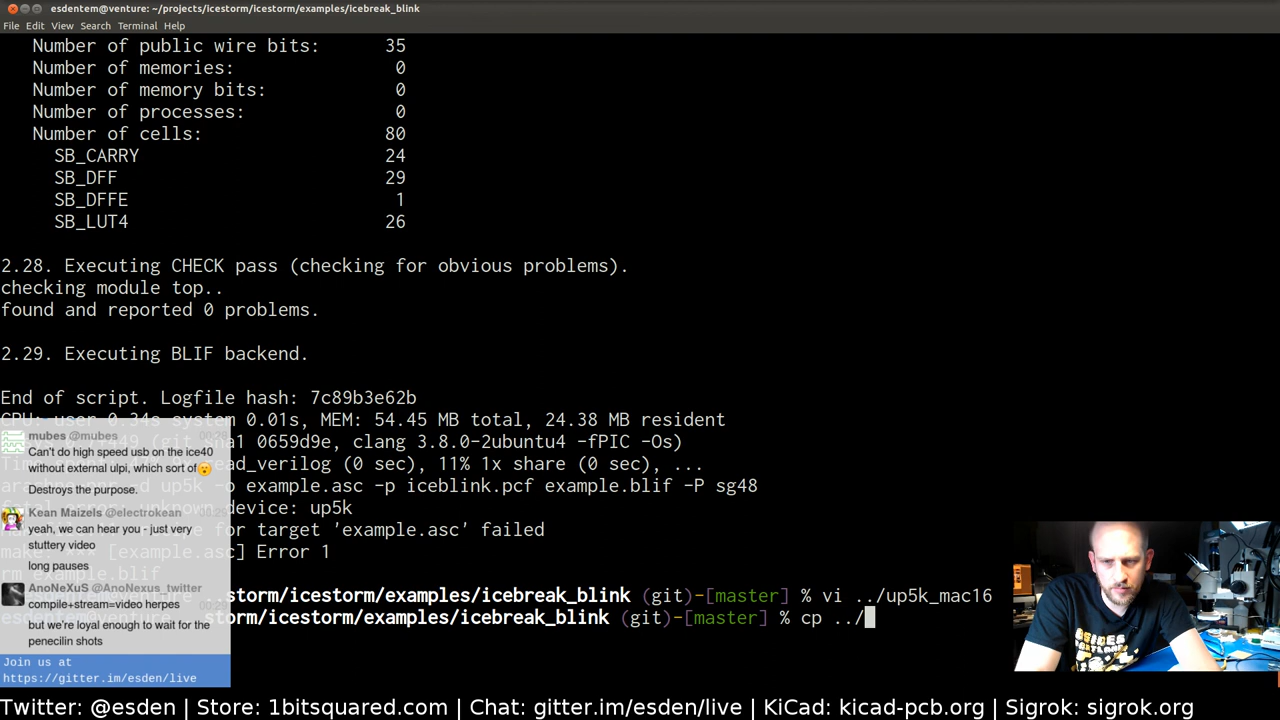 esdentem@venture: ~/projects/icestorm/icestorm/examples/icebreak_blink
File Edit View Search Terminal Help
Number of public wire bits: 35
Number of memories: 0
Number of memory bits: 0
Number of processes: 0
Number of cells: 80
SB_CARRY 24
SB_DFF 29
SB_DFFE 1
SB_LUT4 26
2.28. Executing CHECK pass (checking for obvious problems).
checking module top..
found and reported 0 problems.
2.29. Executing BLIF backend.
End of script. Logfile hash: 7c89b3e62b
CPU: user 0.34s system 0.01s, MEM: 54.45 MB total, 24.38 MB resident
0659d9e, clang 3.8.0-2ubuntu4 -fPIC -Os)
read_verilog (0 sec), 11% 1x share (0 sec), ...
up5k -o example.asc -p iceblink.pcf example.blif -P sg48
device: up5k
for target 'example.asc' failed
make: *** [example.asc] Error 1
rm example.blif
storm/icestorm/examples/icebreak_blink (git)-[master] % vi ../up5k_mac16
esdentem@venture ..storm/icestorm/examples/icebreak_blink (git)-[master] % cp ../
mubes @mubes
Can't do high speed usb on the ice40
without external ulpi, which sort of😮
Destroys the purpose.
Kean Maizels @electrokean
yeah, we can hear you - just very
stuttery video
long pauses
AnoNeXuS @AnoNexus_twitter
compile+stream=video herpes
but we're loyal enough to wait for the
penecilin shots
Join us at
https://gitter.im/esden/live
Twitter: @esden | Store: 1bitsquared.com | Chat: gitter.im/esden/live | KiCad: kicad-pcb.org | Sigrok: sigrok.org